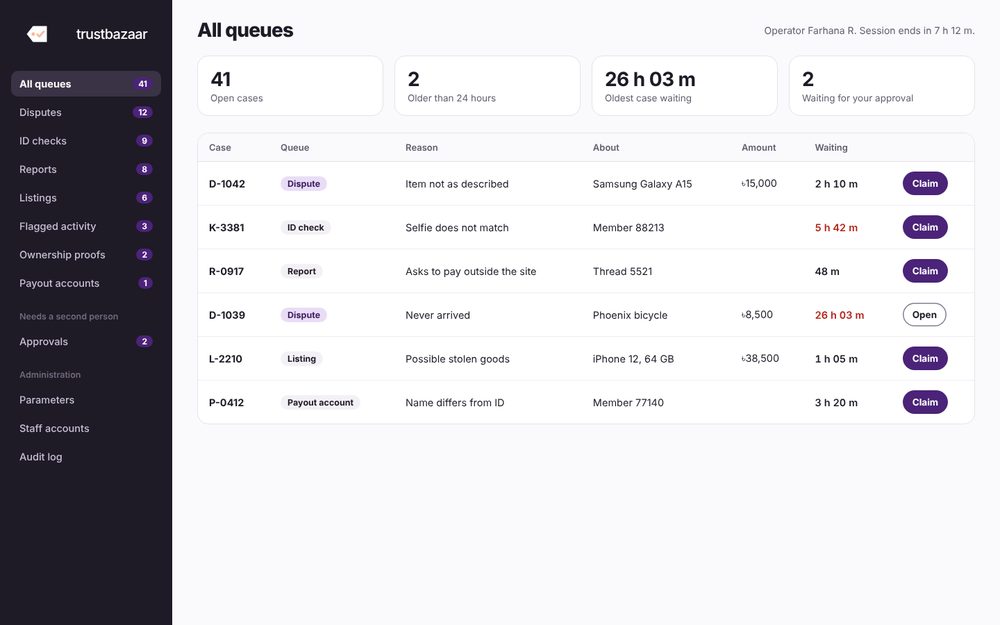 trustbazaar
All queues 41
Disputes 12
ID checks 9
Reports 8
Listings 6
Flagged activity 3
Ownership proofs 2
Payout accounts 1
Needs a second person
Approvals 2
Administration
Parameters
Staff accounts
Audit log
All queues
Operator Farhana R. Session ends in 7 h 12 m.
41
Open cases
2
Older than 24 hours
26 h 03 m
Oldest case waiting
2
Waiting for your approval
Case Queue Reason About Amount Waiting
D-1042 Dispute Item not as described Samsung Galaxy A15 ৳15,000 2 h 10 m Claim
K-3381 ID check Selfie does not match Member 88213 5 h 42 m Claim
R-0917 Report Asks to pay outside the site Thread 5521 48 m Claim
D-1039 Dispute Never arrived Phoenix bicycle ৳8,500 26 h 03 m Open
L-2210 Listing Possible stolen goods iPhone 12, 64 GB ৳38,500 1 h 05 m Claim
P-0412 Payout account Name differs from ID Member 77140 3 h 20 m Claim